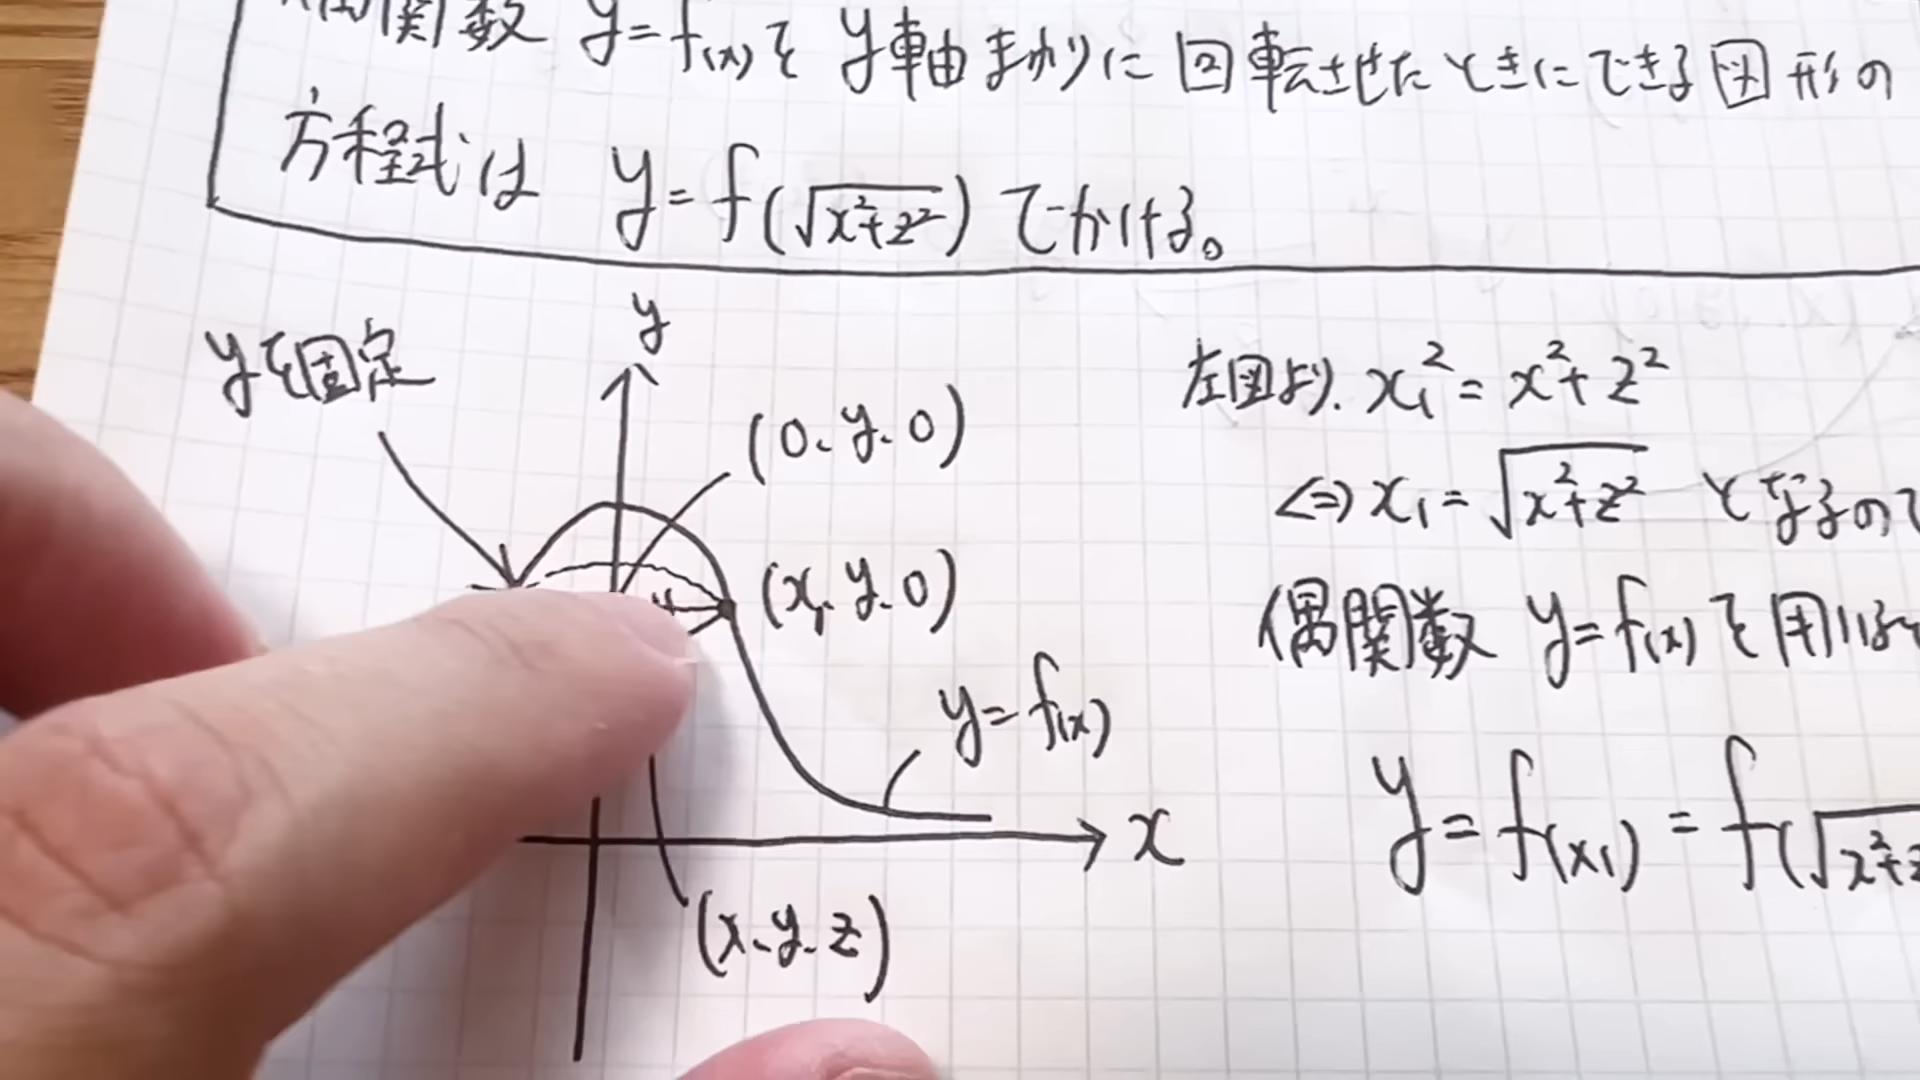 偶関数 y=f(x)を y軸まわりに回転させたときにできる図形の
方程式は y=f(√x²+z²) でかける。
yを固定
y
(0、y、0)
(x₁、y、0)
y=f(x)
x
(x、y、z)
左図より、x₁²=x²+z²
⇔ x₁=√x²+z² となるので
偶関数 y=f(x)を用いれば
y=f(x₁)=f(√x²+z